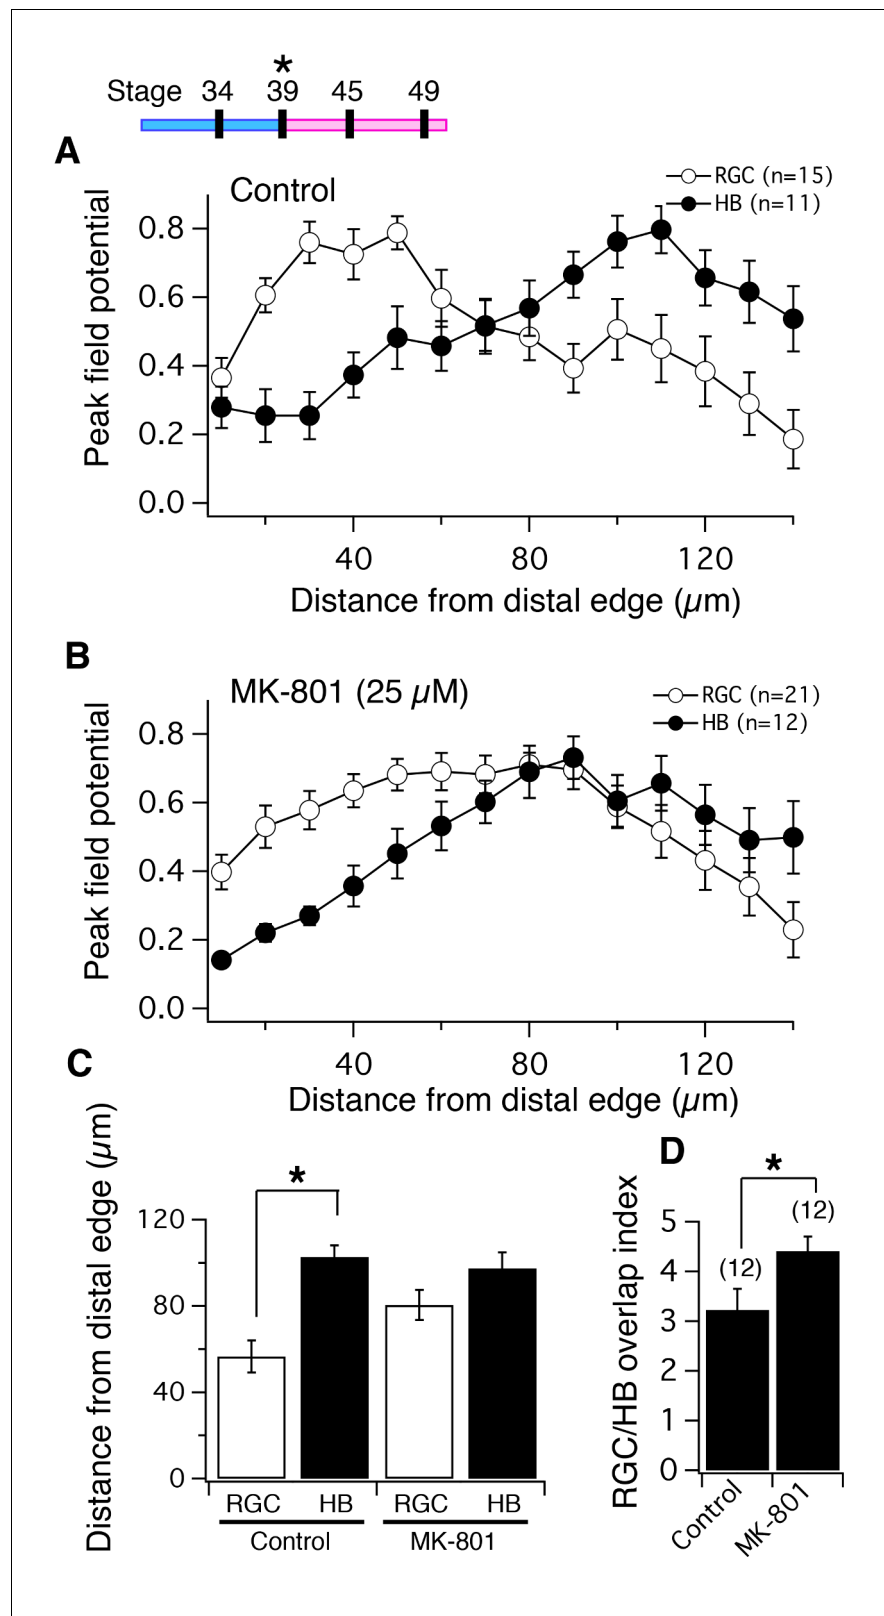 *
Stage 34 39 45 49
A
Control
RGC (n=15)
HB (n=11)
Peak field potential
0.8
0.6
0.4
0.2
0.0
40 80 120
Distance from distal edge (µm)
B
MK-801 (25 µM)
RGC (n=21)
HB (n=12)
Peak field potential
0.8
0.6
0.4
0.2
0.0
40 80 120
Distance from distal edge (µm)
C
Distance from distal edge (µm)
*
120
80
40
0
RGC HB RGC HB
Control MK-801
D
RGC/HB overlap index
*
(12)
(12)
5
4
3
2
1
0
Control
MK-801